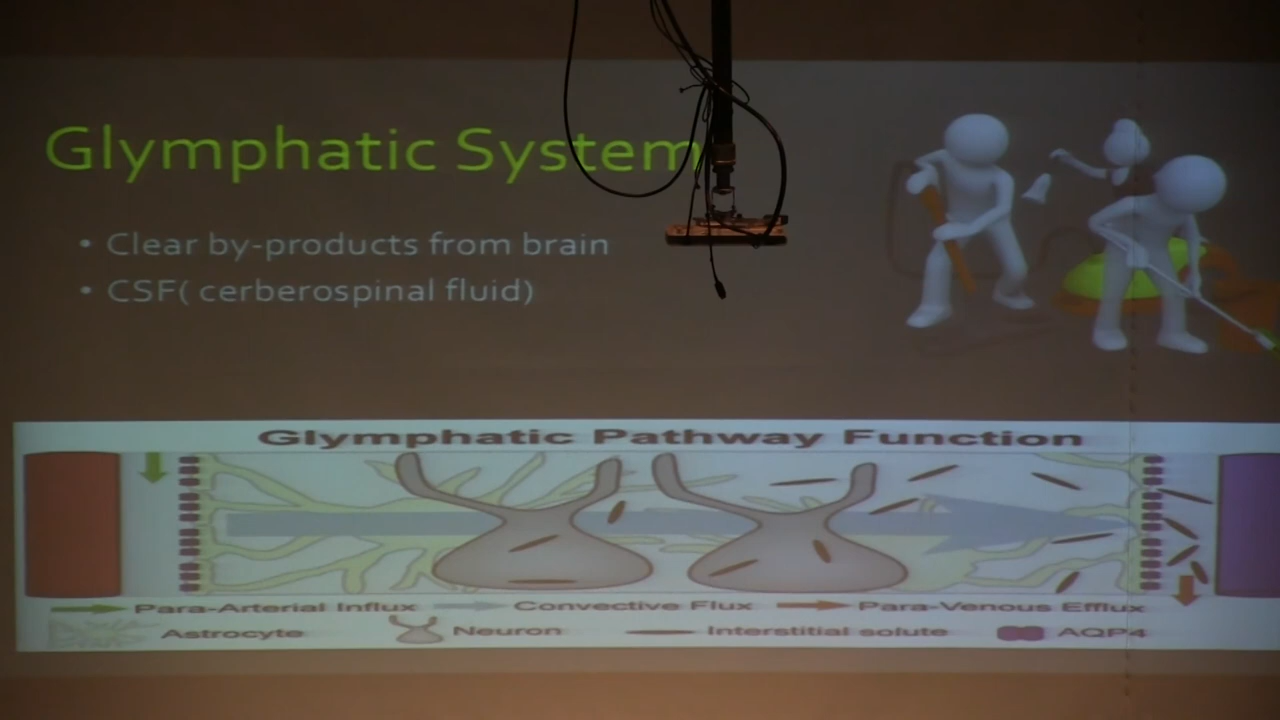 Glymphatic System
• Clear by-products from brain
• CSF( cerberospinal fluid)
Glymphatic Pathway Function
Para-Arterial Influx Convective Flux Para-Venous Efflux
Astrocyte Neuron Interstitial solute AQP4